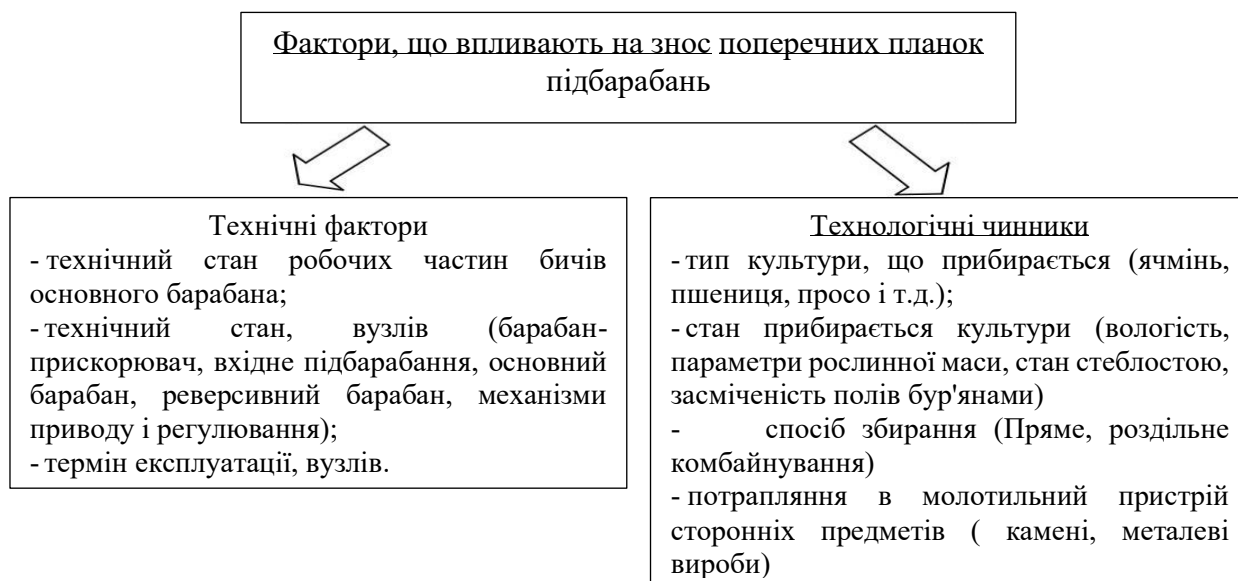 Фактори, що впливають на знос поперечних планок
підбарабань
Технічні фактори
- технічний стан робочих частин бичів
основного барабана;
- технічний стан, вузлів (барабан-
прискорювач, вхідне підбарабання, основний
барабан, реверсивний барабан, механізми
приводу і регулювання);
- термін експлуатації, вузлів.
Технологічні чинники
- тип культури, що прибирається (ячмінь,
пшениця, просо і т.д.);
- стан прибирається культури (вологість,
параметри рослинної маси, стан стеблостою,
засміченість полів бур'янами)
- спосіб збирання (Пряме, роздільне
комбайнування)
- потрапляння в молотильний пристрій
сторонніх предметів ( камені, металеві
вироби)